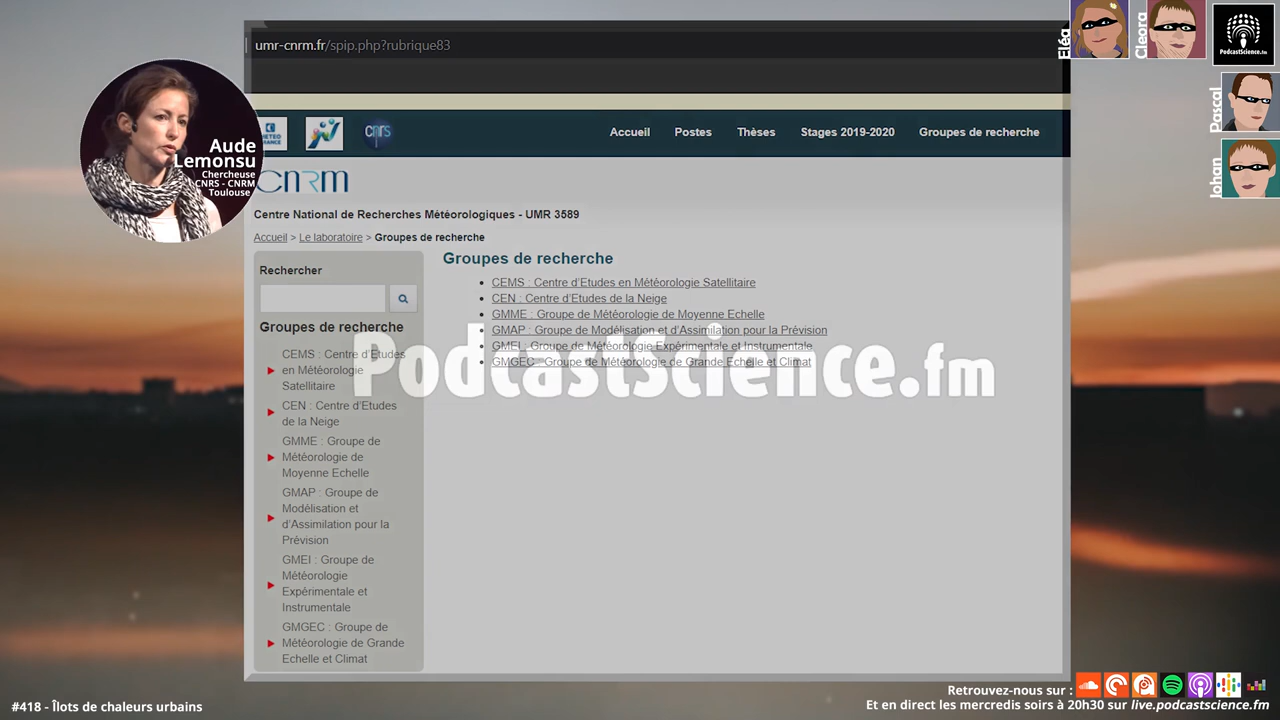 umr-cnrm.fr/spip.php?rubrique83
Eléa
Cleora
PodcastScience.fm
Pascal
Johan
Aude
Lemonsu
Chercheuse
CNRS - CNRM
Toulouse
METEO
FRANCE
cnrs
Accueil
Postes
Thèses
Stages 2019-2020
Groupes de recherche
CNRM
Centre National de Recherches Météorologiques - UMR 3589
Accueil > Le laboratoire > Groupes de recherche
Rechercher
Groupes de recherche
CEMS : Centre d'Etudes
en Météorologie
Satellitaire
CEN : Centre d'Etudes
de la Neige
GMME : Groupe de
Météorologie de
Moyenne Echelle
GMAP : Groupe de
Modélisation et
d'Assimilation pour la
Prévision
GMEI : Groupe de
Météorologie
Expérimentale et
Instrumentale
GMGEC : Groupe de
Météorologie de Grande
Echelle et Climat
Groupes de recherche
CEMS : Centre d'Etudes en Météorologie Satellitaire
CEN : Centre d'Etudes de la Neige
GMME : Groupe de Météorologie de Moyenne Echelle
GMAP : Groupe de Modélisation et d'Assimilation pour la Prévision
GMEI : Groupe de Météorologie Expérimentale et Instrumentale
GMGEC : Groupe de Météorologie de Grande Echelle et Climat
PodcastScience.fm
#418 - Îlots de chaleurs urbains
Retrouvez-nous sur :
Et en direct les mercredis soirs à 20h30 sur live.podcastscience.fm